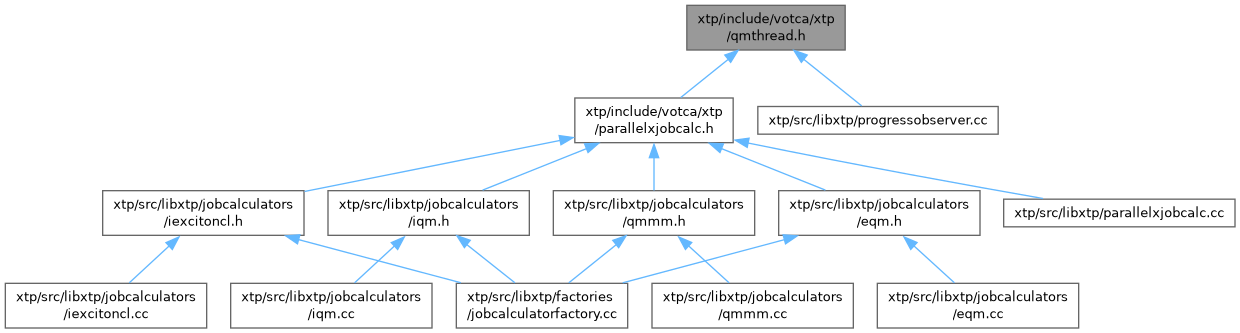 xtp/include/votca/xtp
/qmthread.h
xtp/include/votca/xtp
/parallelxjobcalc.h
xtp/src/libxtp/progressobserver.cc
xtp/src/libxtp/jobcalculators
/iexcitoncl.h
xtp/src/libxtp/jobcalculators
/iqm.h
xtp/src/libxtp/jobcalculators
/qmmm.h
xtp/src/libxtp/jobcalculators
/eqm.h
xtp/src/libxtp/parallelxjobcalc.cc
xtp/src/libxtp/jobcalculators
/iexcitoncl.cc
xtp/src/libxtp/jobcalculators
/iqm.cc
xtp/src/libxtp/factories
/jobcalculatorfactory.cc
xtp/src/libxtp/jobcalculators
/qmmm.cc
xtp/src/libxtp/jobcalculators
/eqm.cc